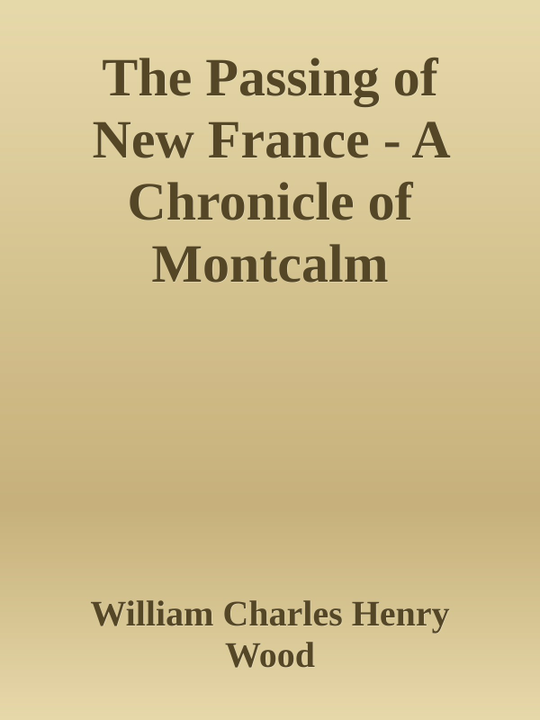 The Passing of
New France - A
Chronicle of
Montcalm
William Charles Henry
Wood